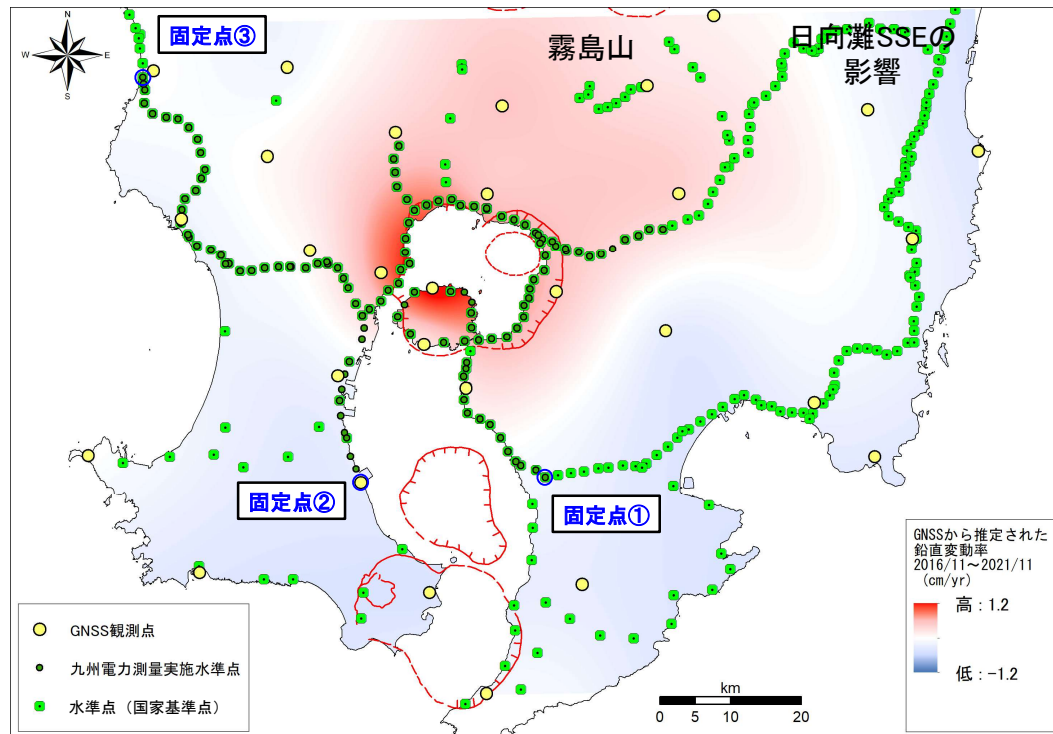 固定点③
霧島山
日向灘SSEの
影響
N
W
E
S
固定点②
固定点①
GNSSから推定された
鉛直変動率
2016/11～2021/11
(cm/yr)
高 : 1.2
低 : -1.2
GNSS観測点
九州電力測量実施水準点
水準点（国家基準点）
km
0 5 10 20